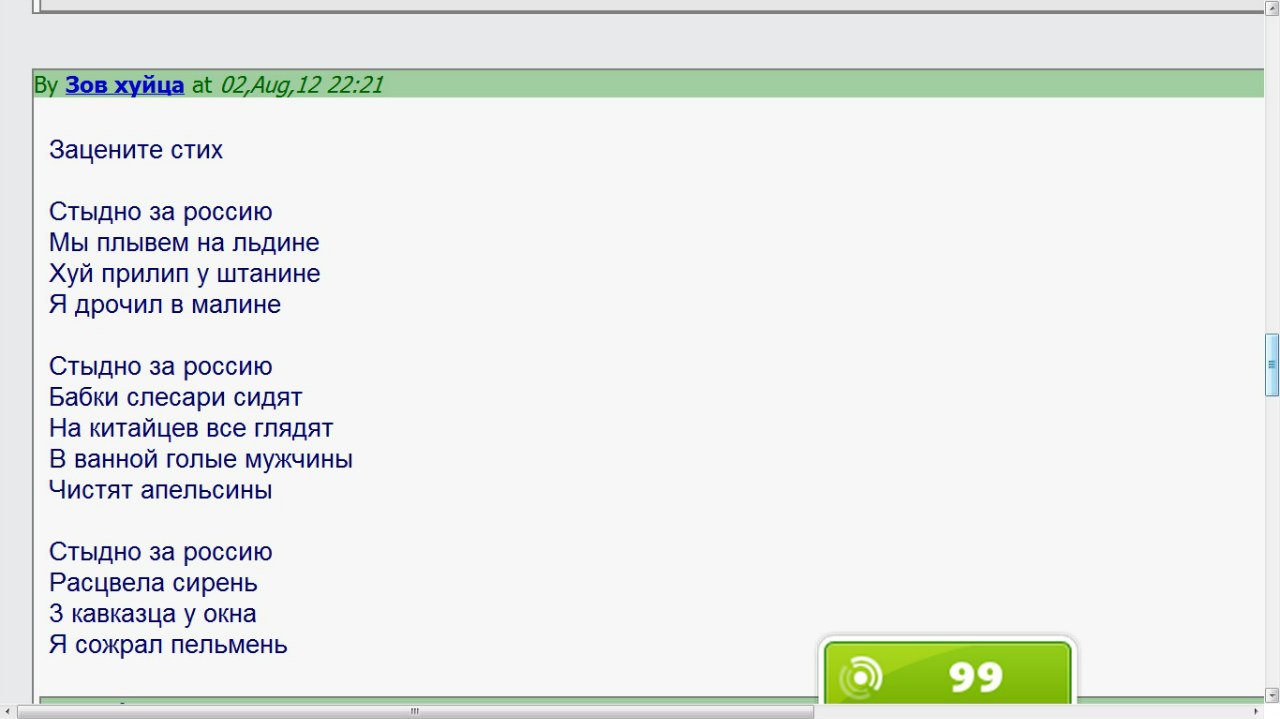 By Зов хуйца at 02,Aug,12 22:21
Зацените стих
Стыдно за россию
Мы плывем на льдине
Хуй прилип у штанине
Я дрочил в малине
Стыдно за россию
Бабки слесари сидят
На китайцев все глядят
В ванной голые мужчины
Чистят апельсины
Стыдно за россию
Расцвела сирень
3 кавказца у окна
Я сожрал пельмень
99